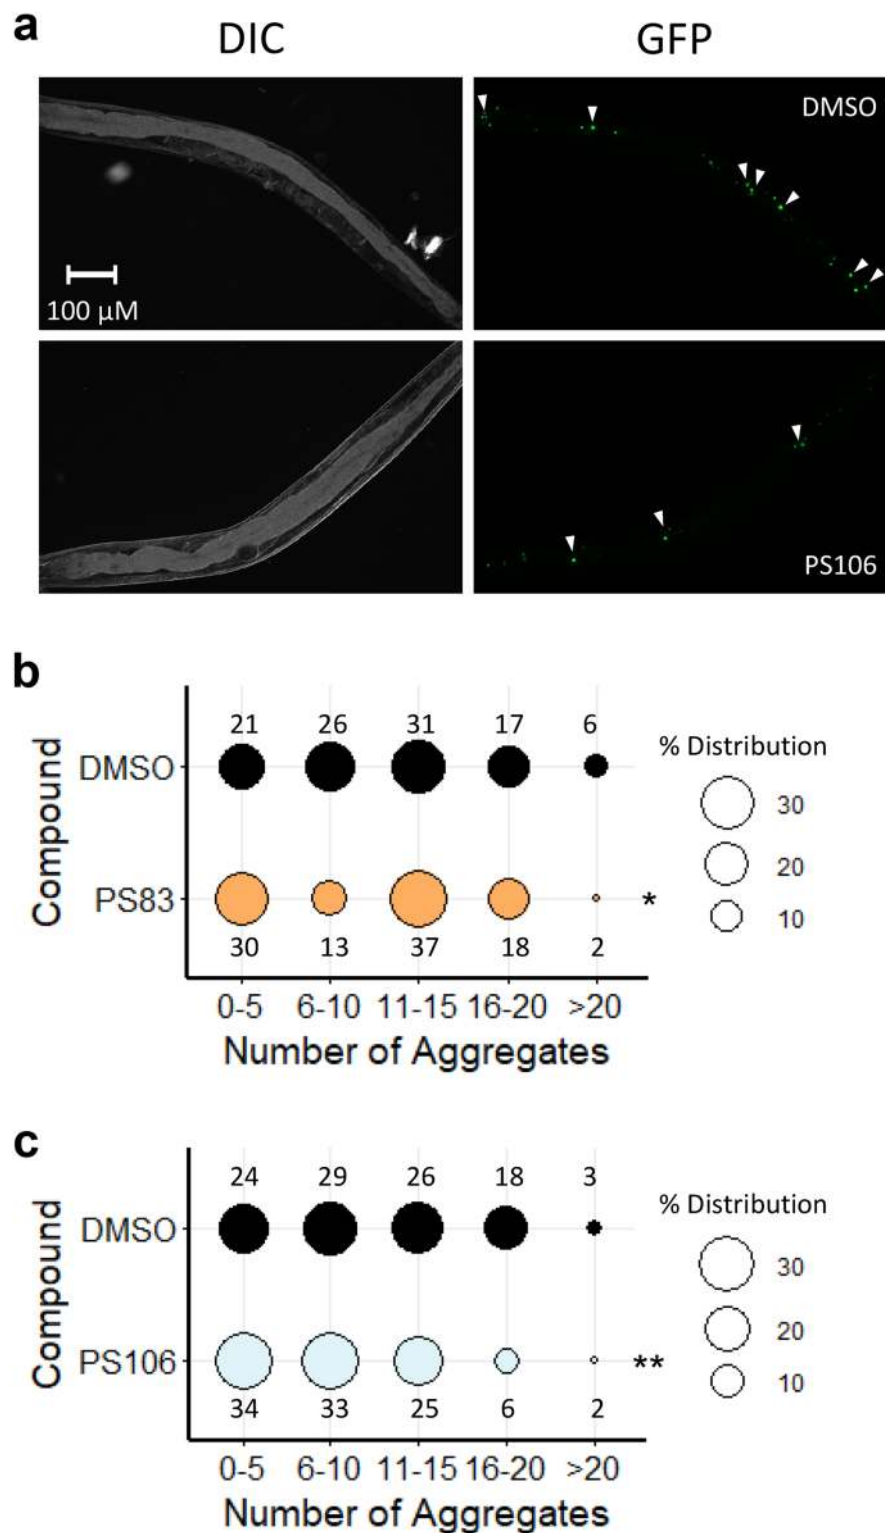 a
DIC GFP
DMSO
100 µM
PS106
b
21 26 31 17 6
% Distribution
DMSO
30
Compound
20
PS83
*
10
30 13 37 18 2
0-5 6-10 11-15 16-20 >20
Number of Aggregates
c
24 29 26 18 3
% Distribution
DMSO
30
Compound
20
PS106
**
10
34 33 25 6 2
0-5 6-10 11-15 16-20 >20
Number of Aggregates